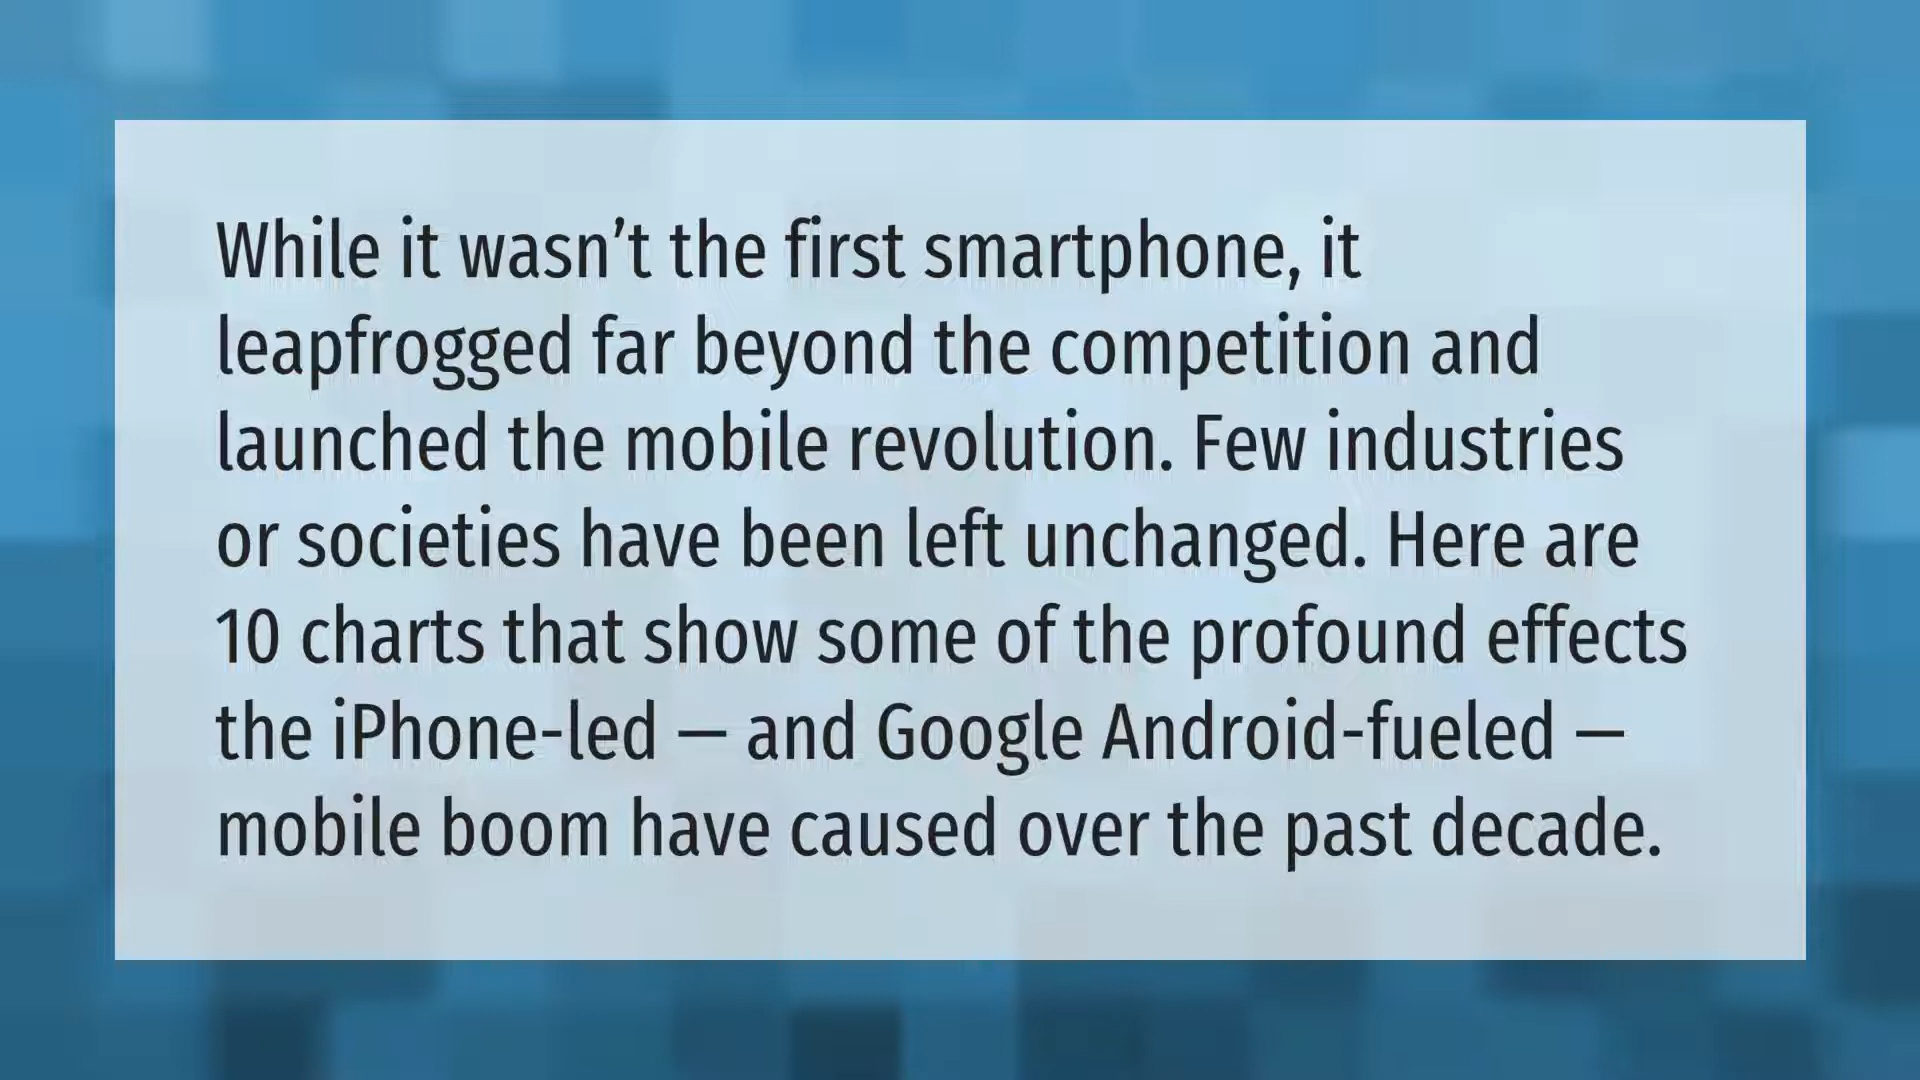 While it wasn’t the first smartphone, it
leapfrogged far beyond the competition and
launched the mobile revolution. Few industries
or societies have been left unchanged. Here are
10 charts that show some of the profound effects
the iPhone-led — and Google Android-fueled —
mobile boom have caused over the past decade.